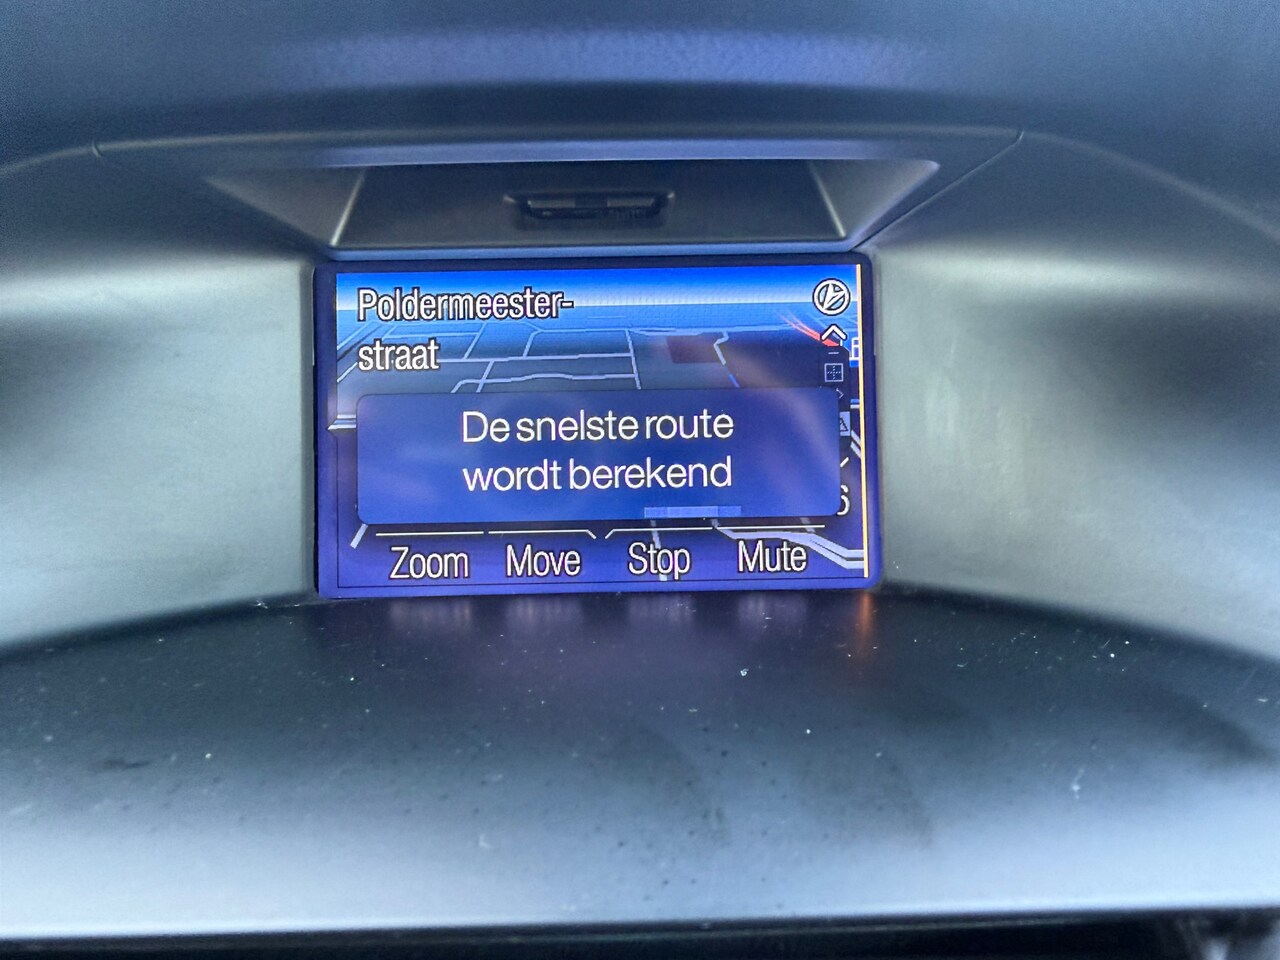 Poldermeester-
straat
De snelste route
wordt berekend
Zoom Move Stop Mute